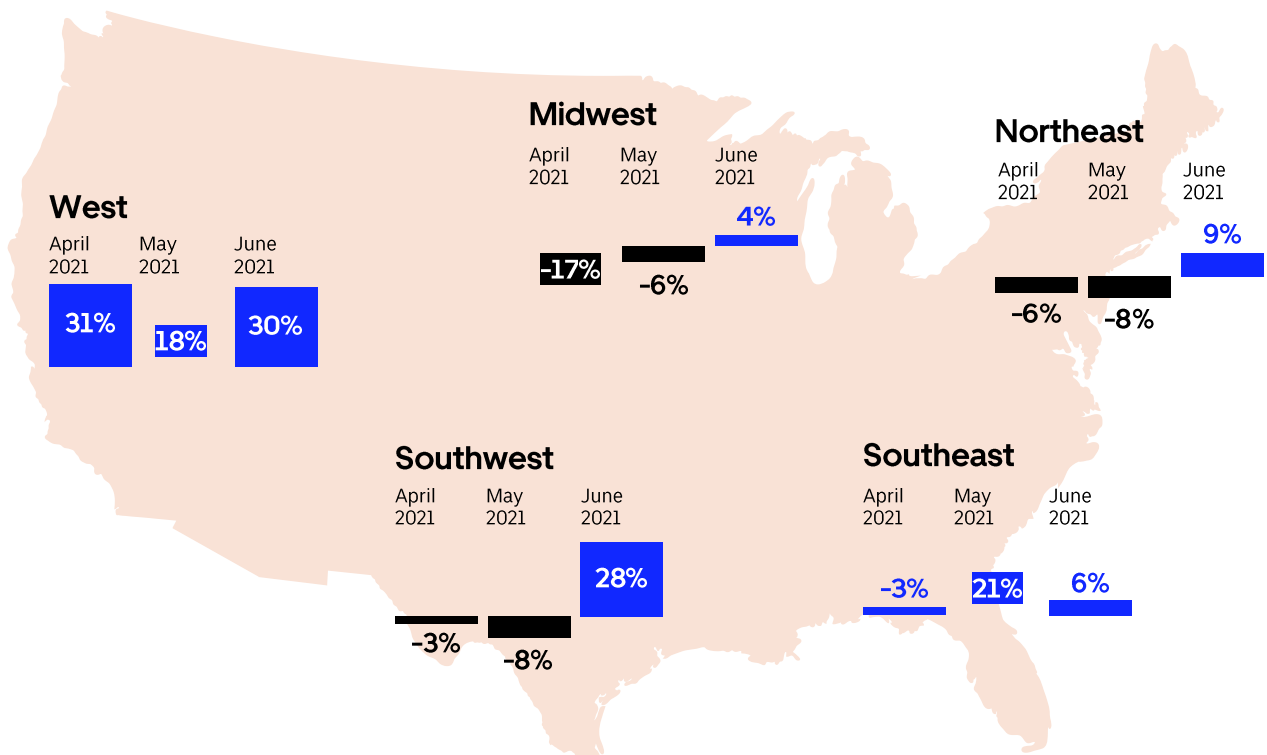 Midwest
April
2021
May
2021
June
2021
-17%
-6%
4%
Northeast
April
2021
May
2021
June
2021
-6%
-8%
9%
West
April
2021
May
2021
June
2021
31%
18%
30%
Southwest
April
2021
May
2021
June
2021
-3%
-8%
28%
Southeast
April
2021
May
2021
June
2021
-3%
21%
6%